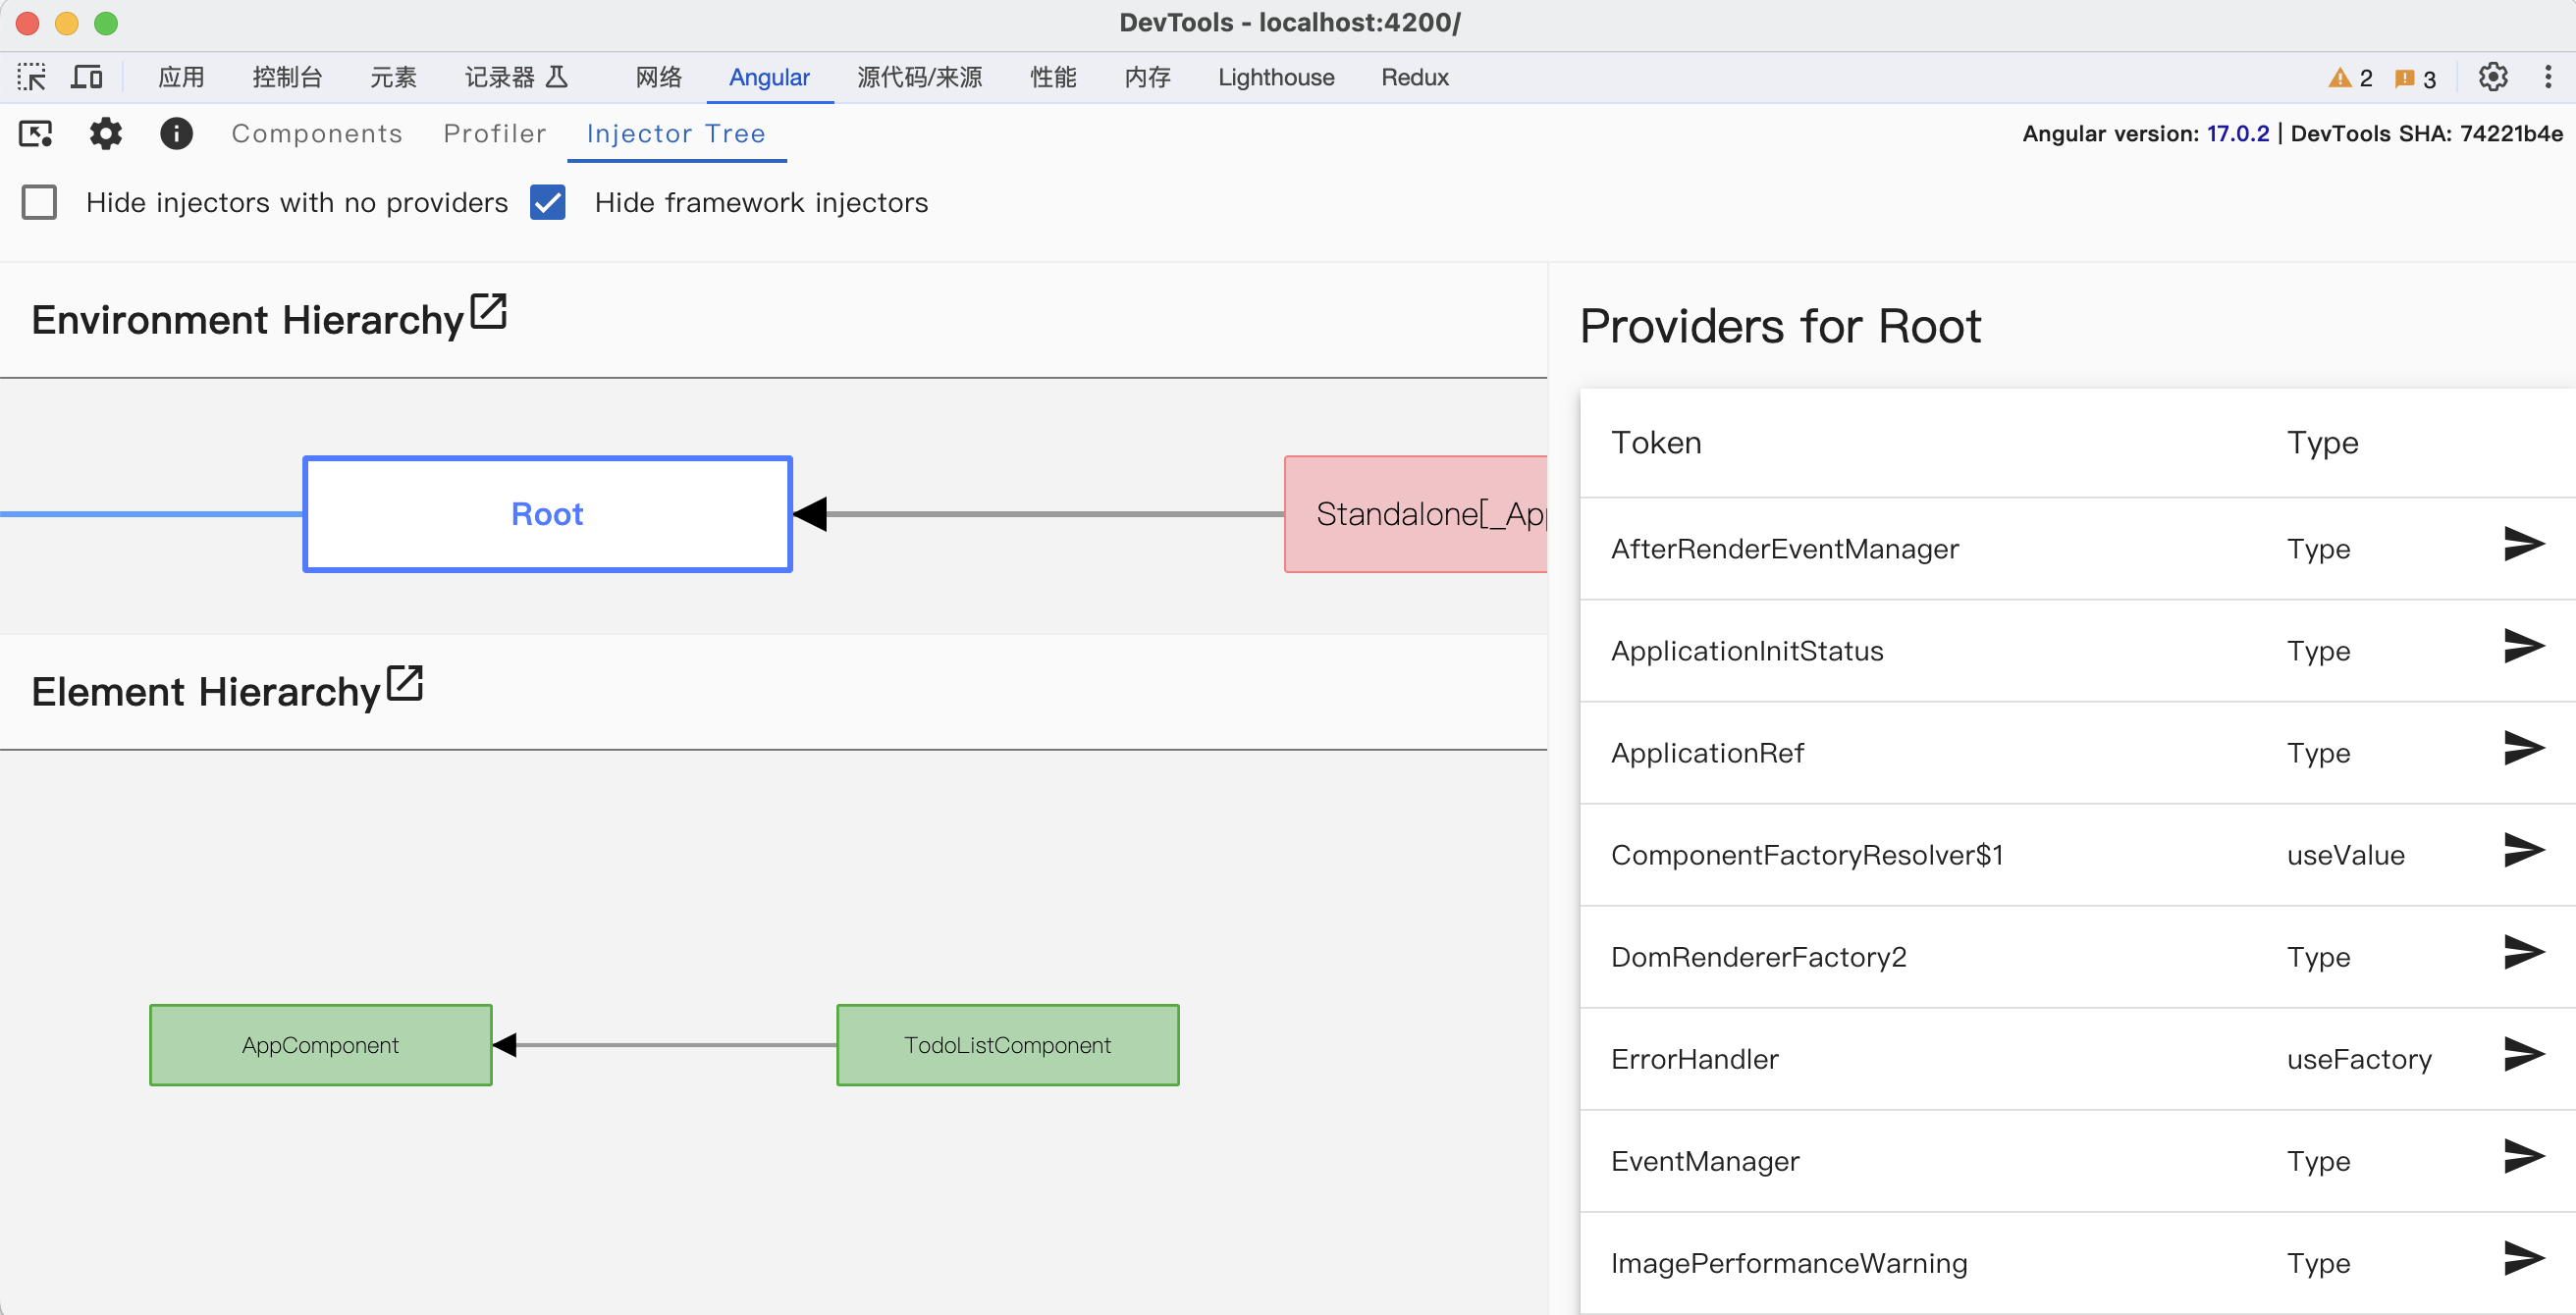 DevTools - localhost:4200/
应用 控制台 元素 记录器 网络 Angular 源代码/来源 性能 内存 Lighthouse Redux 2 3
Components Profiler Injector Tree Angular version: 17.0.2 | DevTools SHA: 74221b4e
Hide injectors with no providers Hide framework injectors
Environment Hierarchy
Root Standalone[_App
Element Hierarchy
AppComponent TodoListComponent
Providers for Root
Token Type
AfterRenderEventManager Type
ApplicationInitStatus Type
ApplicationRef Type
ComponentFactoryResolver$1 useValue
DomRendererFactory2 Type
ErrorHandler useFactory
EventManager Type
ImagePerformanceWarning Type